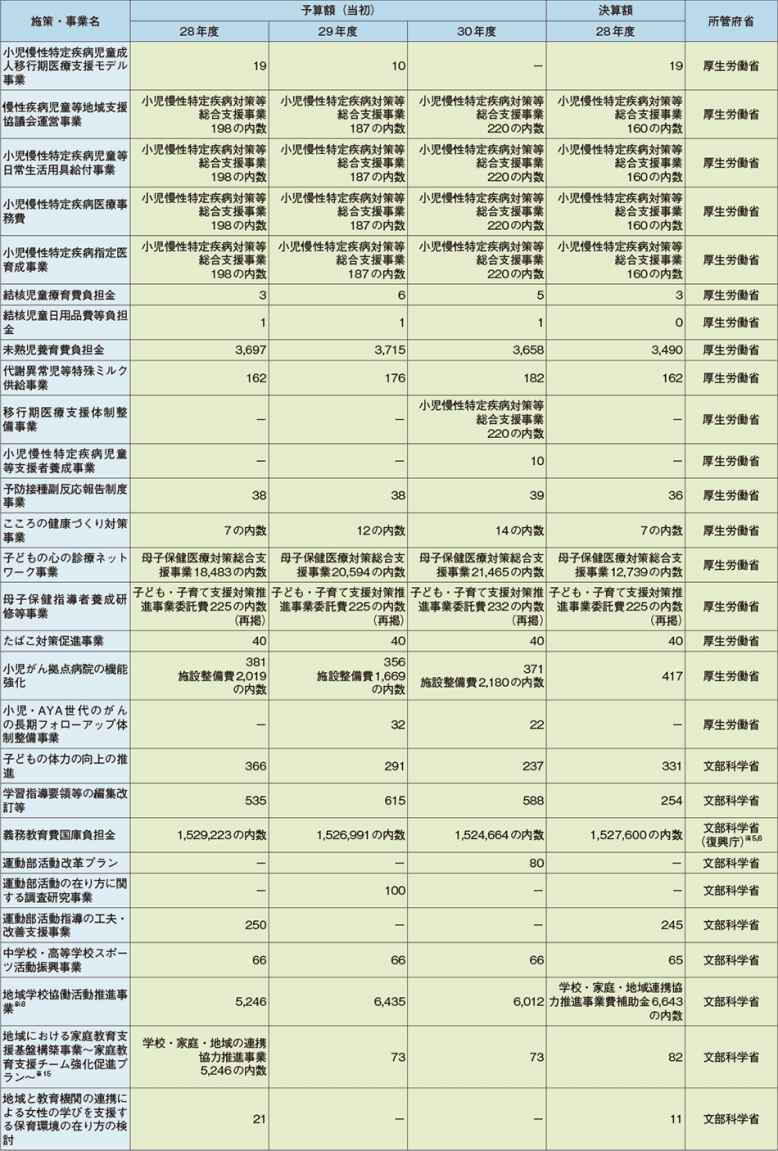 施策・事業名
予算額（当初）
決算額
所管府省
28年度
29年度
30年度
28年度
小児慢性特定疾病児童成
人移行期医療支援モデル
事業
19
10
―
19
厚生労働省
慢性疾病児童等地域支援
協議会運営事業
小児慢性特定疾病対策等
総合支援事業
198の内数
小児慢性特定疾病対策等
総合支援事業
187の内数
小児慢性特定疾病対策等
総合支援事業
220の内数
小児慢性特定疾病対策等
総合支援事業
160の内数
厚生労働省
小児慢性特定疾病児童等
日常生活用具給付事業
小児慢性特定疾病対策等
総合支援事業
198の内数
小児慢性特定疾病対策等
総合支援事業
187の内数
小児慢性特定疾病対策等
総合支援事業
220の内数
小児慢性特定疾病対策等
総合支援事業
160の内数
厚生労働省
小児慢性特定疾病医療事
務費
小児慢性特定疾病対策等
総合支援事業
198の内数
小児慢性特定疾病対策等
総合支援事業
187の内数
小児慢性特定疾病対策等
総合支援事業
220の内数
小児慢性特定疾病対策等
総合支援事業
160の内数
厚生労働省
小児慢性特定疾病指定医
育成事業
小児慢性特定疾病対策等
総合支援事業
198の内数
小児慢性特定疾病対策等
総合支援事業
187の内数
小児慢性特定疾病対策等
総合支援事業
220の内数
小児慢性特定疾病対策等
総合支援事業
160の内数
厚生労働省
結核児童療育費負担金
3
6
5
3
厚生労働省
結核児童日用品費等負担
金
1
1
1
0
厚生労働省
未熟児養育費負担金
3,697
3,715
3,658
3,490
厚生労働省
代謝異常児等特殊ミルク
供給事業
162
176
182
162
厚生労働省
移行期医療支援体制整
備事業
―
―
小児慢性特定疾病対策等
総合支援事業
220の内数
―
厚生労働省
小児慢性特定疾病児童
等支援者養成事業
―
―
10
―
厚生労働省
予防接種副反応報告制度
事業
38
38
39
36
厚生労働省
こころの健康づくり対策
事業
7の内数
12の内数
14の内数
7の内数
厚生労働省
子どもの心の診療ネット
ワーク事業
母子保健医療対策総合支
援事業18,483の内数
母子保健医療対策総合支
援事業20,594の内数
母子保健医療対策総合支
援事業21,465の内数
母子保健医療対策総合支
援事業12,739の内数
厚生労働省
母子保健指導者養成研
修等事業
子ども・子育て支援対策推
進事業委託費225の内数
（再掲）
子ども・子育て支援対策推
進事業委託費225の内数
（再掲）
子ども・子育て支援対策推
進事業委託費232の内数
（再掲）
子ども・子育て支援対策推
進事業委託費225の内数
（再掲）
厚生労働省
たばこ対策促進事業
40
40
40
40
厚生労働省
小児がん拠点病院の機能
強化
381
施設整備費2,019
の内数
356
施設整備費1,669
の内数
371
施設整備費2,180の内数
417
厚生労働省
小児・AYA世代のがん
の長期フォローアップ体
制整備事業
―
32
22
―
厚生労働省
子どもの体力の向上の推
進
366
291
237
331
文部科学省
学習指導要領等の編集改
訂等
535
615
588
254
文部科学省
義務教育費国庫負担金
1,529,223の内数
1,526,991の内数
1,524,664の内数
1,527,600の内数
文部科学省
（復興庁）※5,6
運動部活動改革プラン
―
―
80
―
文部科学省
運動部活動の在り方に関
する調査研究事業
―
100
―
―
文部科学省
運動部活動指導の工夫・
改善支援事業
250
―
―
245
文部科学省
中学校・高等学校スポー
ツ活動振興事業
66
66
66
65
文部科学省
地域学校協働活動推進事
業※8
5,246
6,435
6,012
学校・家庭・地域連携協
力推進事業費補助金6,643
の内数
文部科学省
地域における家庭教育支
援基盤構築事業～家庭教
育支援チーム強化促進プ
ラン～※15
学校・家庭・地域の連携
協力推進事業
5,246の内数
73
73
82
文部科学省
地域と教育機関の連携に
よる女性の学びを支援す
る保育環境の在り方の検
討
21
―
―
11
文部科学省